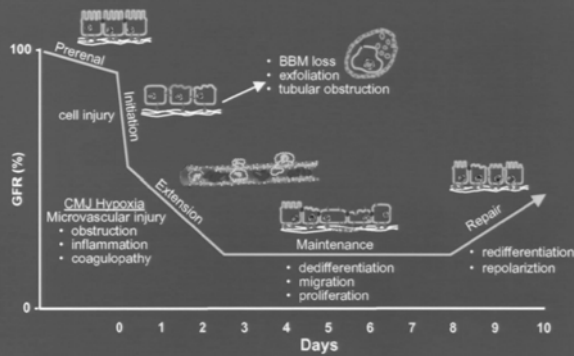 100
Prerenal
BBM loss
exfoliation
tubular obstruction
Initiation
cell injury
GFR (%)
Extension
CMJ Hypoxia
Microvascular injury
obstruction
inflammation
coagulopathy
Maintenance
dedifferentiation
migration
proliferation
Repair
redifferentiation
repolariztion
0
0 1 2 3 4 5 6 7 8 9 10
Days